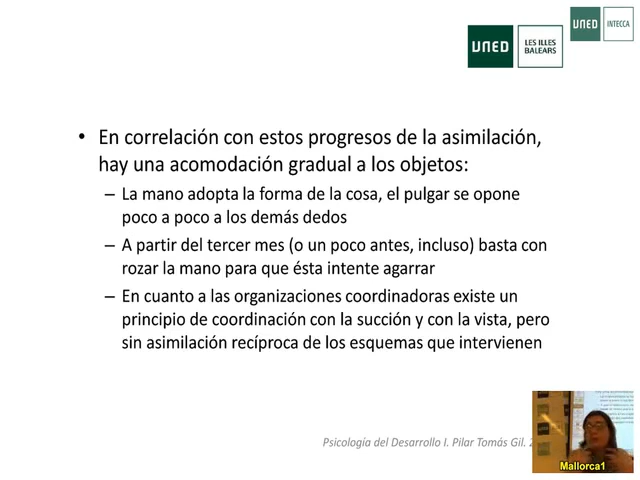 UNED
INTECCA
UNED
LES ILLES
BALEARS
• En correlación con estos progresos de la asimilación,
hay una acomodación gradual a los objetos:
– La mano adopta la forma de la cosa, el pulgar se opone
poco a poco a los demás dedos
– A partir del tercer mes (o un poco antes, incluso) basta con
rozar la mano para que ésta intente agarrar
– En cuanto a las organizaciones coordinadoras existe un
principio de coordinación con la succión y con la vista, pero
sin asimilación recíproca de los esquemas que intervienen
Psicología del Desarrollo I. Pilar Tomás Gil.
Mallorca1